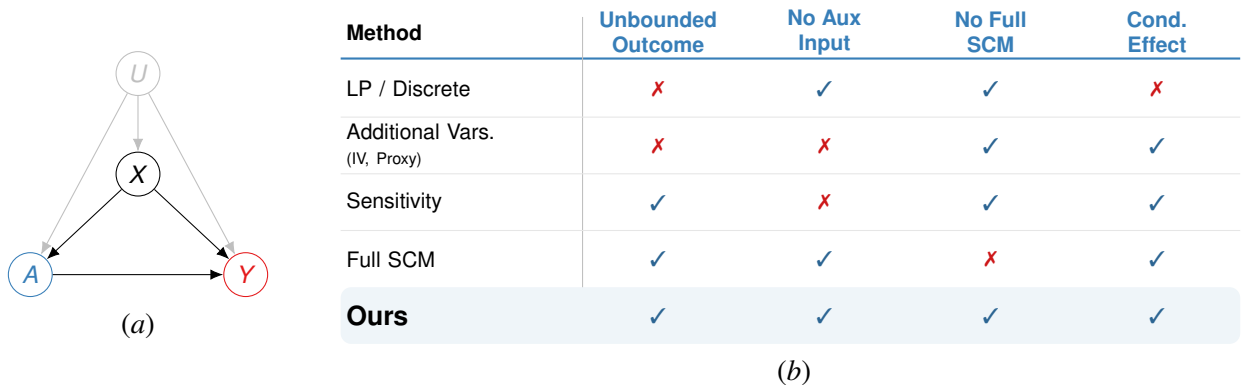 U
X
A
Y
(a)
Method
Unbounded Outcome
No Aux Input
No Full SCM
Cond. Effect
LP / Discrete ✗ ✓ ✓ ✗
Additional Vars. ✗ ✗ ✓ ✓
(IV, Proxy)
Sensitivity ✓ ✗ ✓ ✓
Full SCM ✓ ✓ ✗ ✓
Ours ✓ ✓ ✓ ✓
(b)